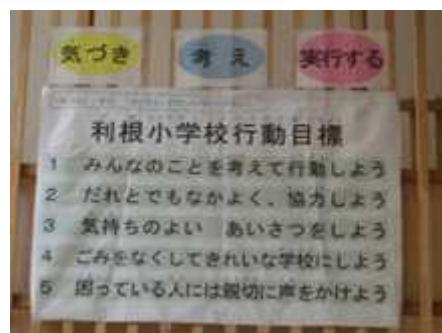 気づき
考え
実行する
利根小学校行動目標
1 みんなのことを考えて行動しよう
2 だれとでもなかよく、協力しよう
3 気持ちのよい あいさつをしよう
4 ごみをなくしてきれいな学校にしよう
5 困っている人には親切に声をかけよう